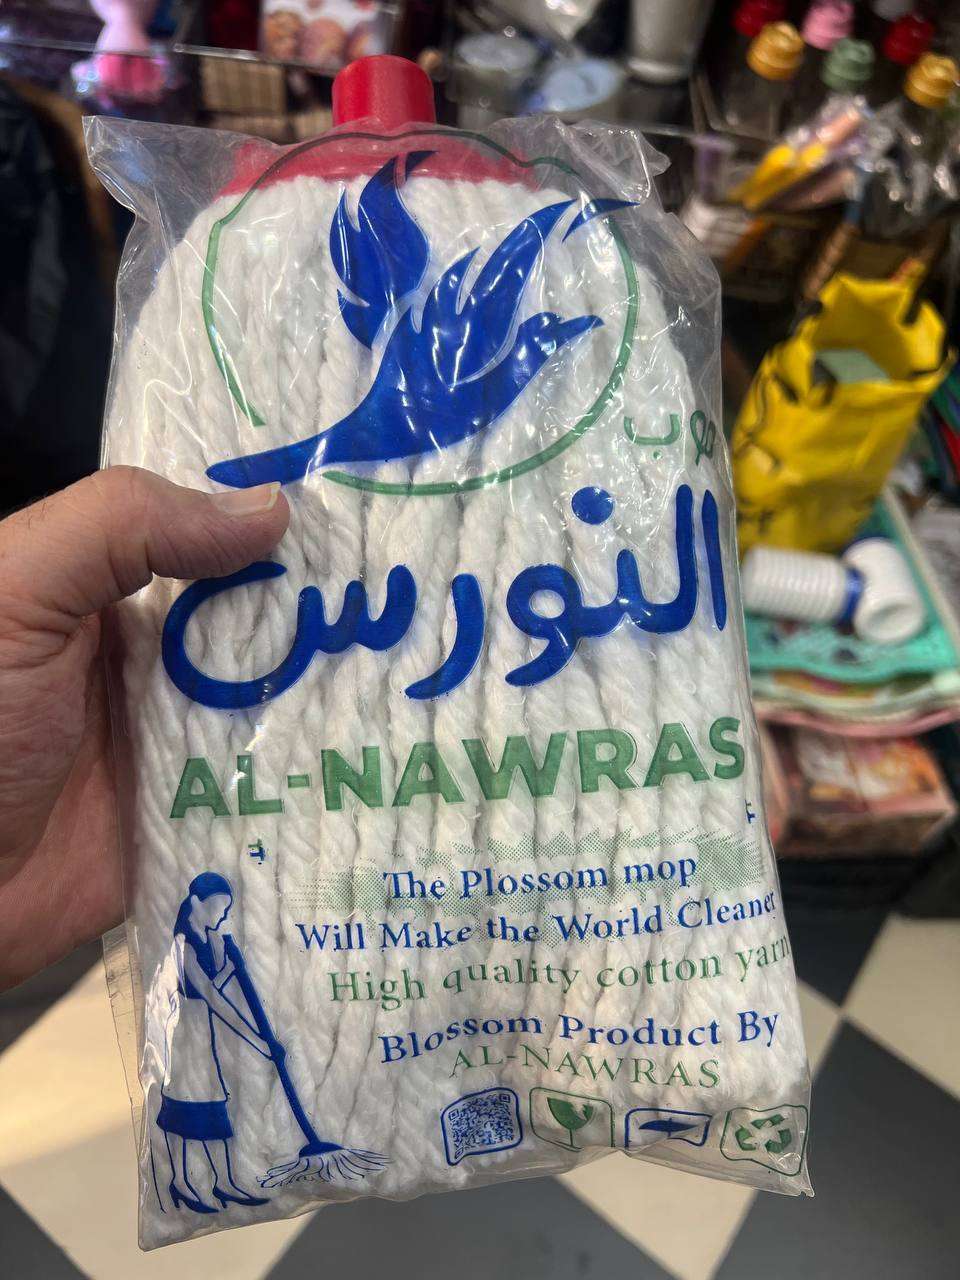 موب
النورس
AL-NAWRAS
The Plossom mop
Will Make the World Cleaner
High quality cotton yarn
Blossom Product By
AL-NAWRAS